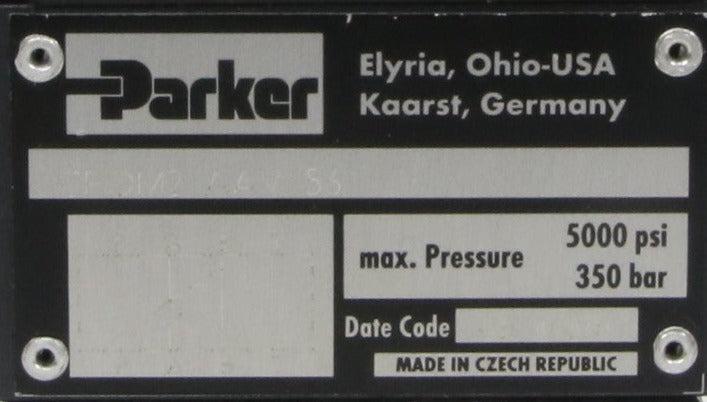 Parker
Elyria, Ohio-USA
Kaarst, Germany
max. Pressure
5000 psi
350 bar
Date Code
MADE IN CZECH REPUBLIC